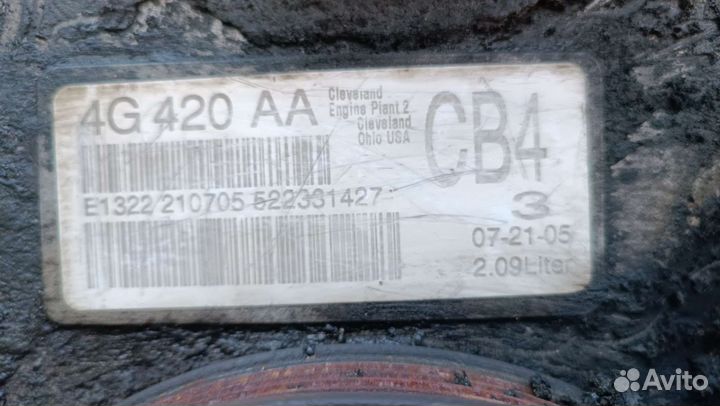 4G 420 AA
Cleveland
Engine Plant 2
Cleveland
Ohio USA
CB4
E1322 210705 522331427
3
07-21-05
2.09Liter
Avito